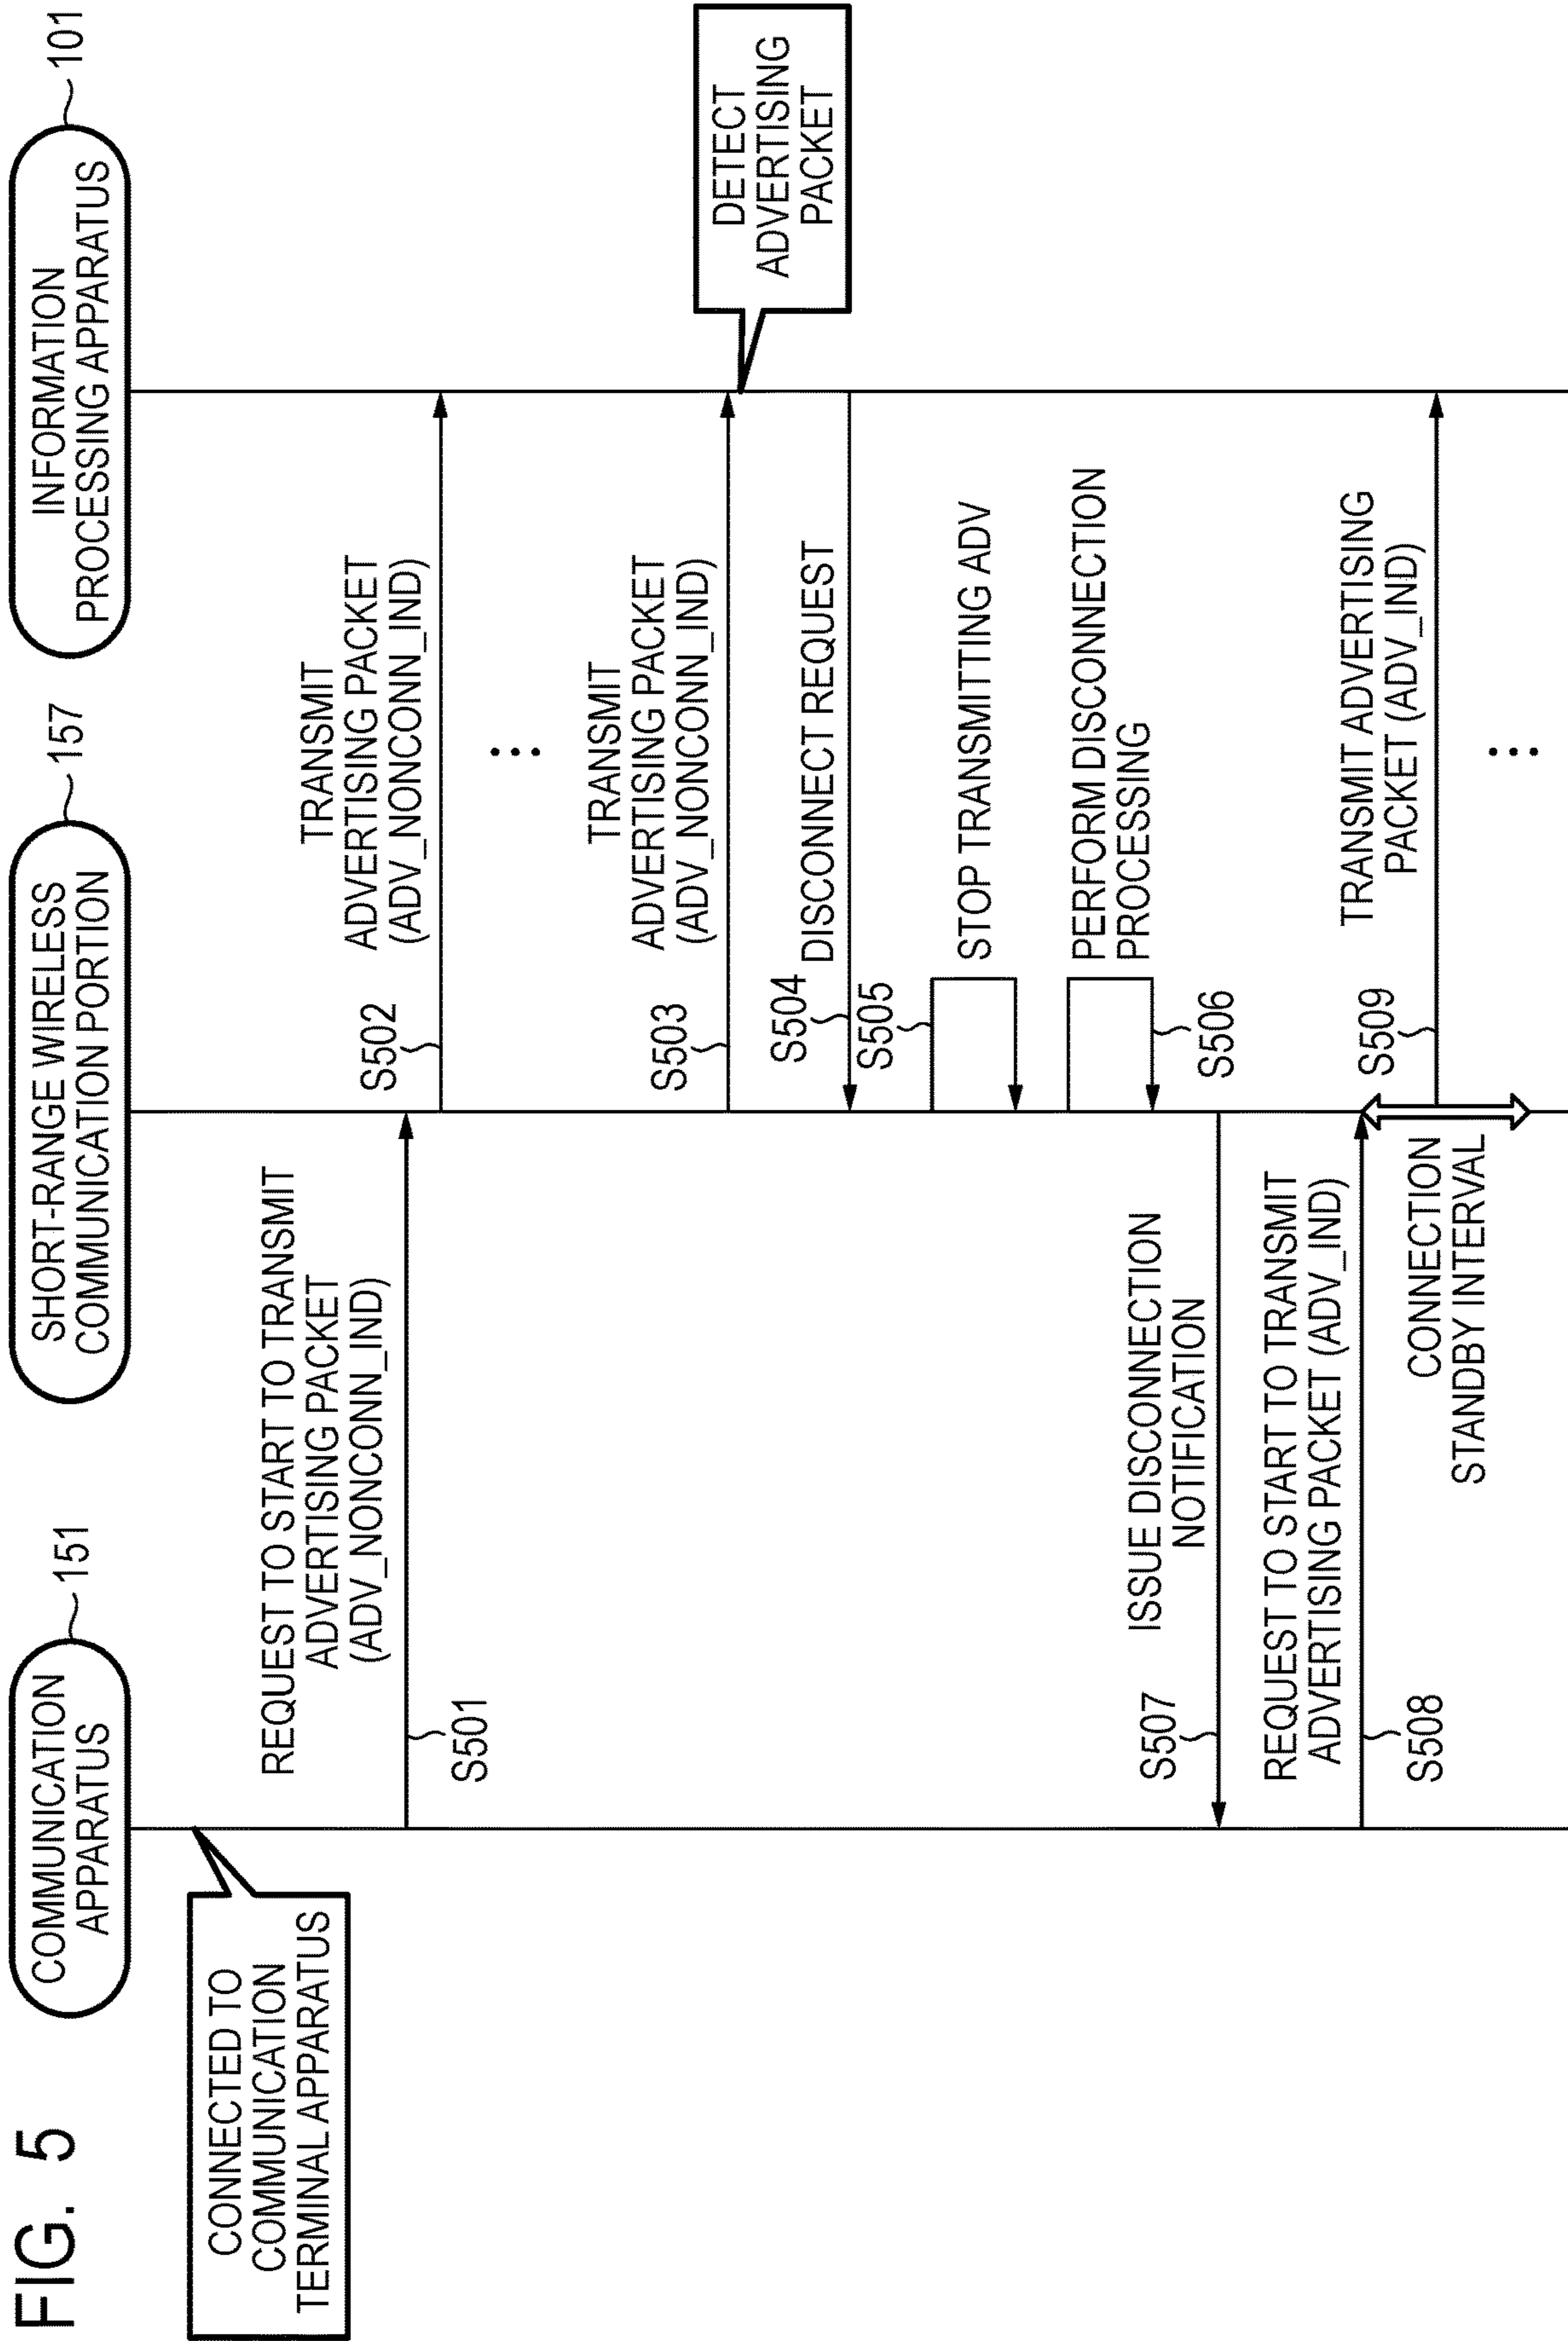 FIG. 5
COMMUNICATION
APPARATUS
151
SHORT-RANGE WIRELESS
COMMUNICATION PORTION
157
INFORMATION
PROCESSING APPARATUS
101
CONNECTED TO
COMMUNICATION
TERMINAL APPARATUS
REQUEST TO START TO TRANSMIT
ADVERTISING PACKET
(ADV_NONCONN_IND)
S501
TRANSMIT
ADVERTISING PACKET
(ADV_NONCONN_IND)
S502
...
TRANSMIT
ADVERTISING PACKET
(ADV_NONCONN_IND)
S503
DETECT
ADVERTISING
PACKET
S504
DISCONNECT REQUEST
S505
STOP TRANSMITTING ADV
PERFORM DISCONNECTION
PROCESSING
S506
ISSUE DISCONNECTION
NOTIFICATION
S507
REQUEST TO START TO TRANSMIT
ADVERTISING PACKET (ADV_IND)
S508
TRANSMIT ADVERTISING
PACKET (ADV_IND)
S509
CONNECTION
STANDBY INTERVAL
...